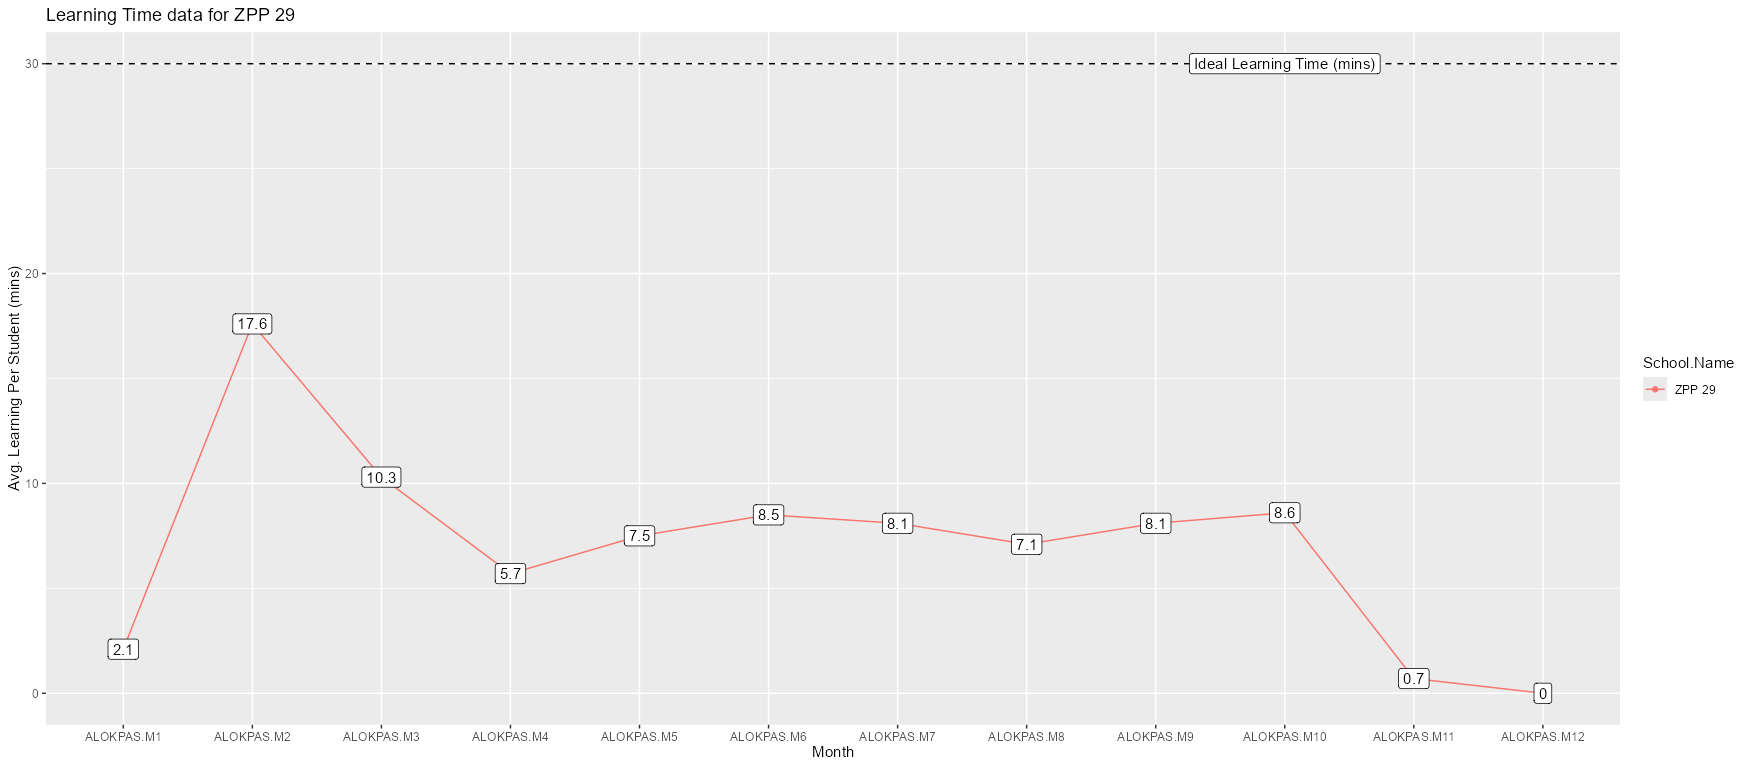 Learning Time data for ZPP 29
Avg. Learning Per Student (mins)
30
20
10
0
Ideal Learning Time (mins)
2.1
17.6
10.3
5.7
7.5
8.5
8.1
7.1
8.1
8.6
0.7
0
ALOKPAS.M1
ALOKPAS.M2
ALOKPAS.M3
ALOKPAS.M4
ALOKPAS.M5
ALOKPAS.M6
ALOKPAS.M7
ALOKPAS.M8
ALOKPAS.M9
ALOKPAS.M10
ALOKPAS.M11
ALOKPAS.M12
Month
School.Name
ZPP 29